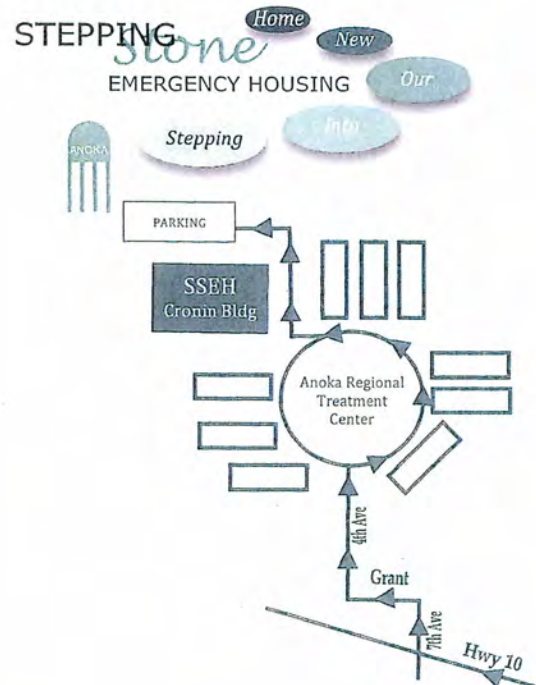 STEPPING
stone
EMERGENCY HOUSING
Home
New
Our
Into
Stepping
ANOKA
PARKING
SSEH
Cronin Bldg
Anoka Regional
Treatment
Center
4th Ave
Grant
7th Ave
Hwy 10